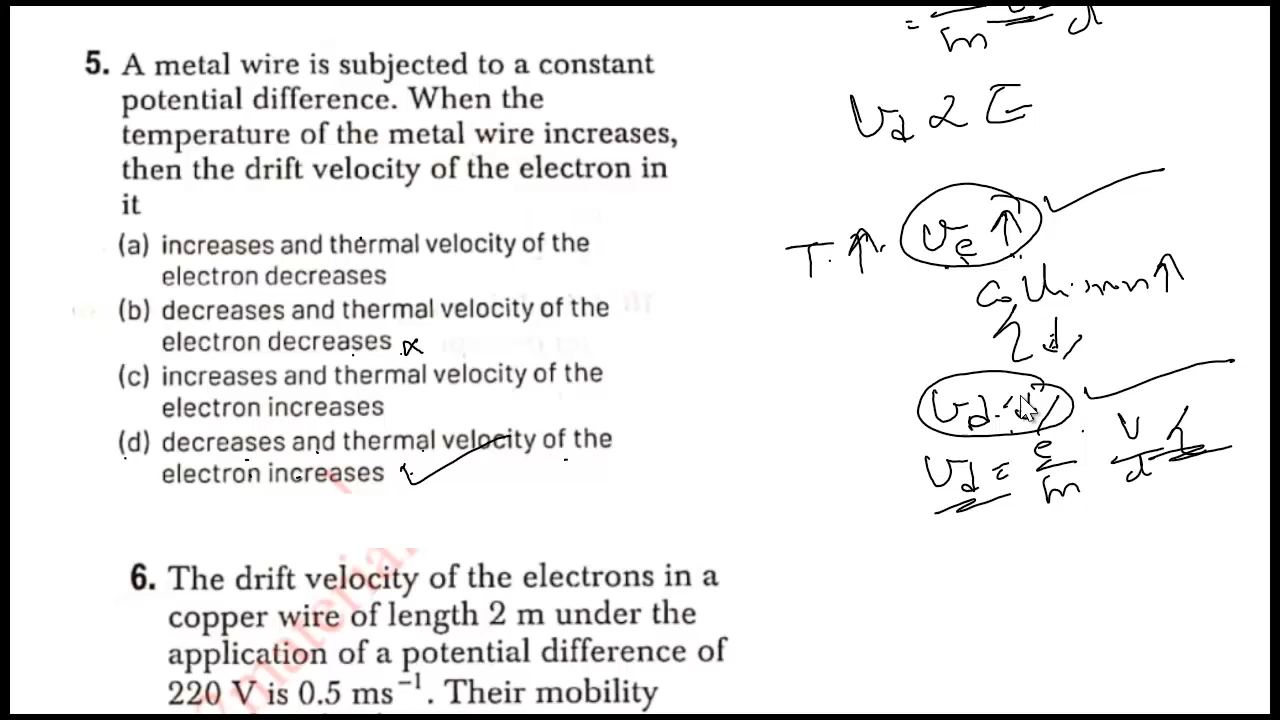 5. A metal wire is subjected to a constant
potential difference. When the
temperature of the metal wire increases,
then the drift velocity of the electron in
it
(a) increases and thermal velocity of the
electron decreases
(b) decreases and thermal velocity of the
electron decreases
(c) increases and thermal velocity of the
electron increases
(d) decreases and thermal velocity of the
electron increases
6. The drift velocity of the electrons in a
copper wire of length 2 m under the
application of a potential difference of
220 V is 0.5 ms⁻¹. Their mobility
m d
v_d ∝ E
T ↑ v_e ↑
v_d = e/m V/d